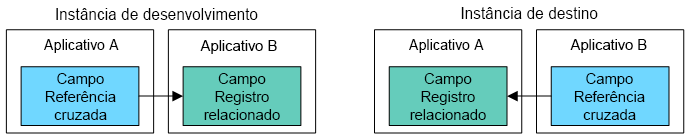 Instância de desenvolvimento
Instância de destino
Aplicativo A
Aplicativo B
Aplicativo A
Aplicativo B
Campo
Referência
cruzada
Campo
Registro
relacionado
Campo
Registro
relacionado
Campo
Referência
cruzada